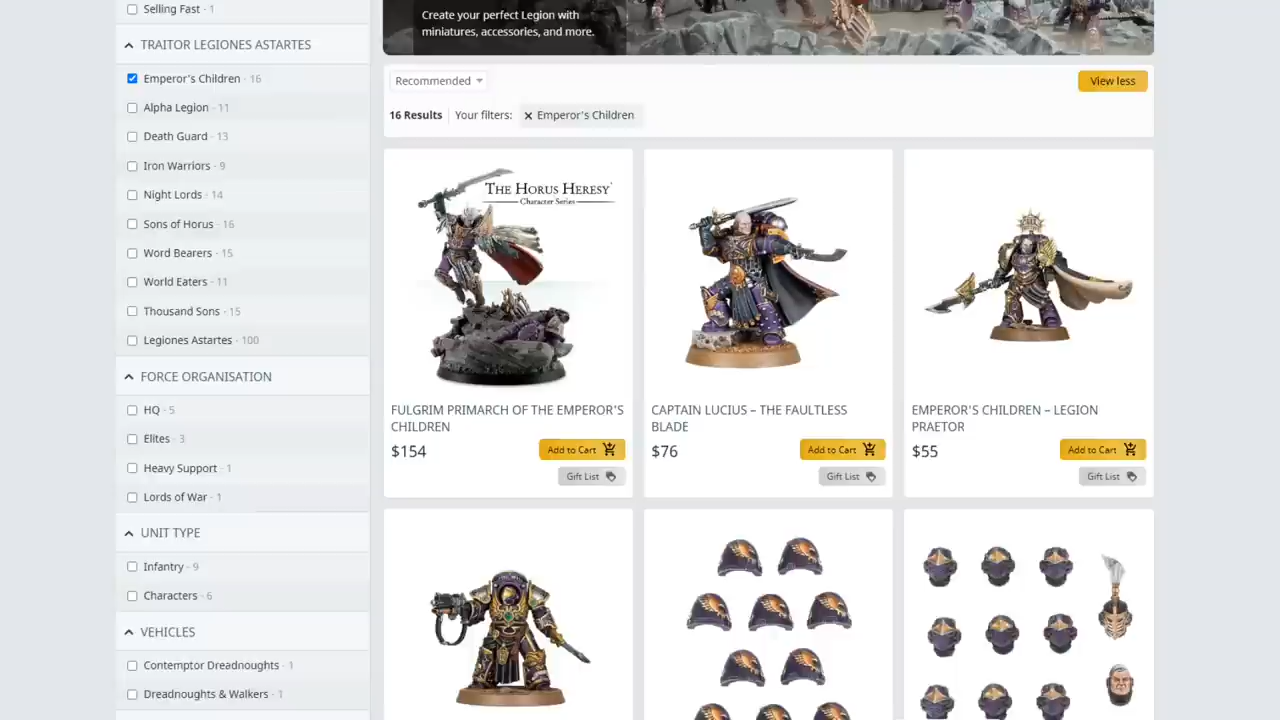 Selling Fast - 1
TRAITOR LEGIONES ASTARTES
Emperor's Children - 16
Alpha Legion - 11
Death Guard - 13
Iron Warriors - 9
Night Lords - 14
Sons of Horus - 16
Word Bearers - 15
World Eaters - 11
Thousand Sons - 15
Legiones Astartes - 100
FORCE ORGANISATION
HQ - 5
Elites - 3
Heavy Support - 1
Lords of War - 1
UNIT TYPE
Infantry - 9
Characters - 6
VEHICLES
Contemptor Dreadnoughts - 1
Dreadnoughts & Walkers - 1
Create your perfect Legion with
miniatures, accessories, and more.
Recommended
View less
16 Results
Your filters:
Emperor's Children
THE HORUS HERESY
Character Series
FULGRIM PRIMARCH OF THE EMPEROR'S
CHILDREN
$154
Add to Cart
Gift List
CAPTAIN LUCIUS – THE FAULTLESS
BLADE
$76
Add to Cart
Gift List
EMPEROR'S CHILDREN – LEGION
PRAETOR
$55
Add to Cart
Gift List